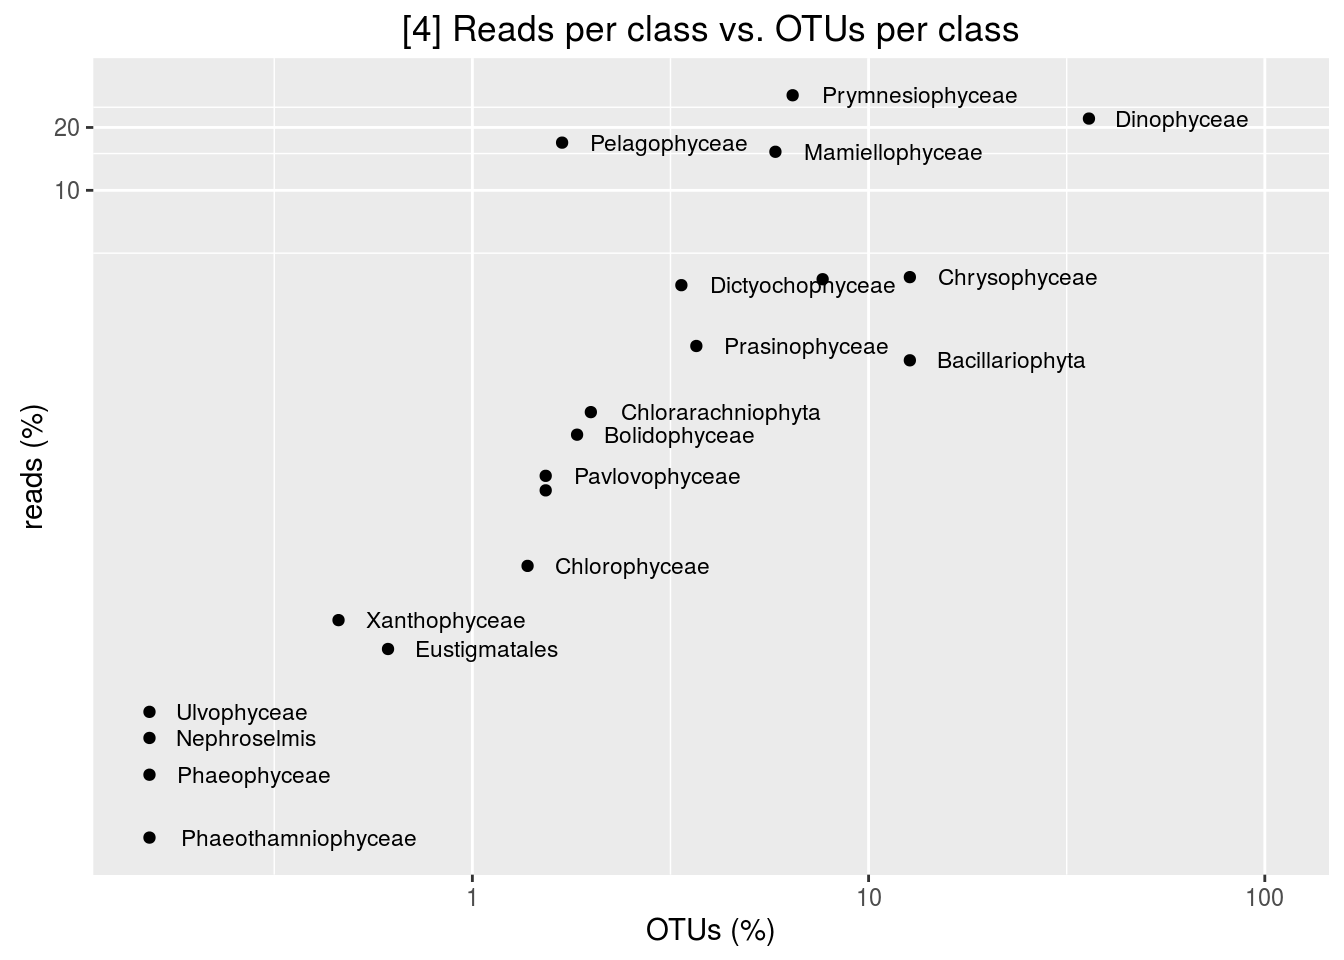 [4] Reads per class vs. OTUs per class
Prymnesiophyceae
Dinophyceae
20
Pelagophyceae
Mamiellophyceae
10
Chrysophyceae
Dictyochophyceae
Prasinophyceae
Bacillariophyta
Chlorarachniophyta
Bolidophyceae
reads (%)
Pavlovophyceae
Chlorophyceae
Xanthophyceae
Eustigmatales
Ulvophyceae
Nephroselmis
Phaeophyceae
Phaeothamniophyceae
1 10 100
OTUs (%)